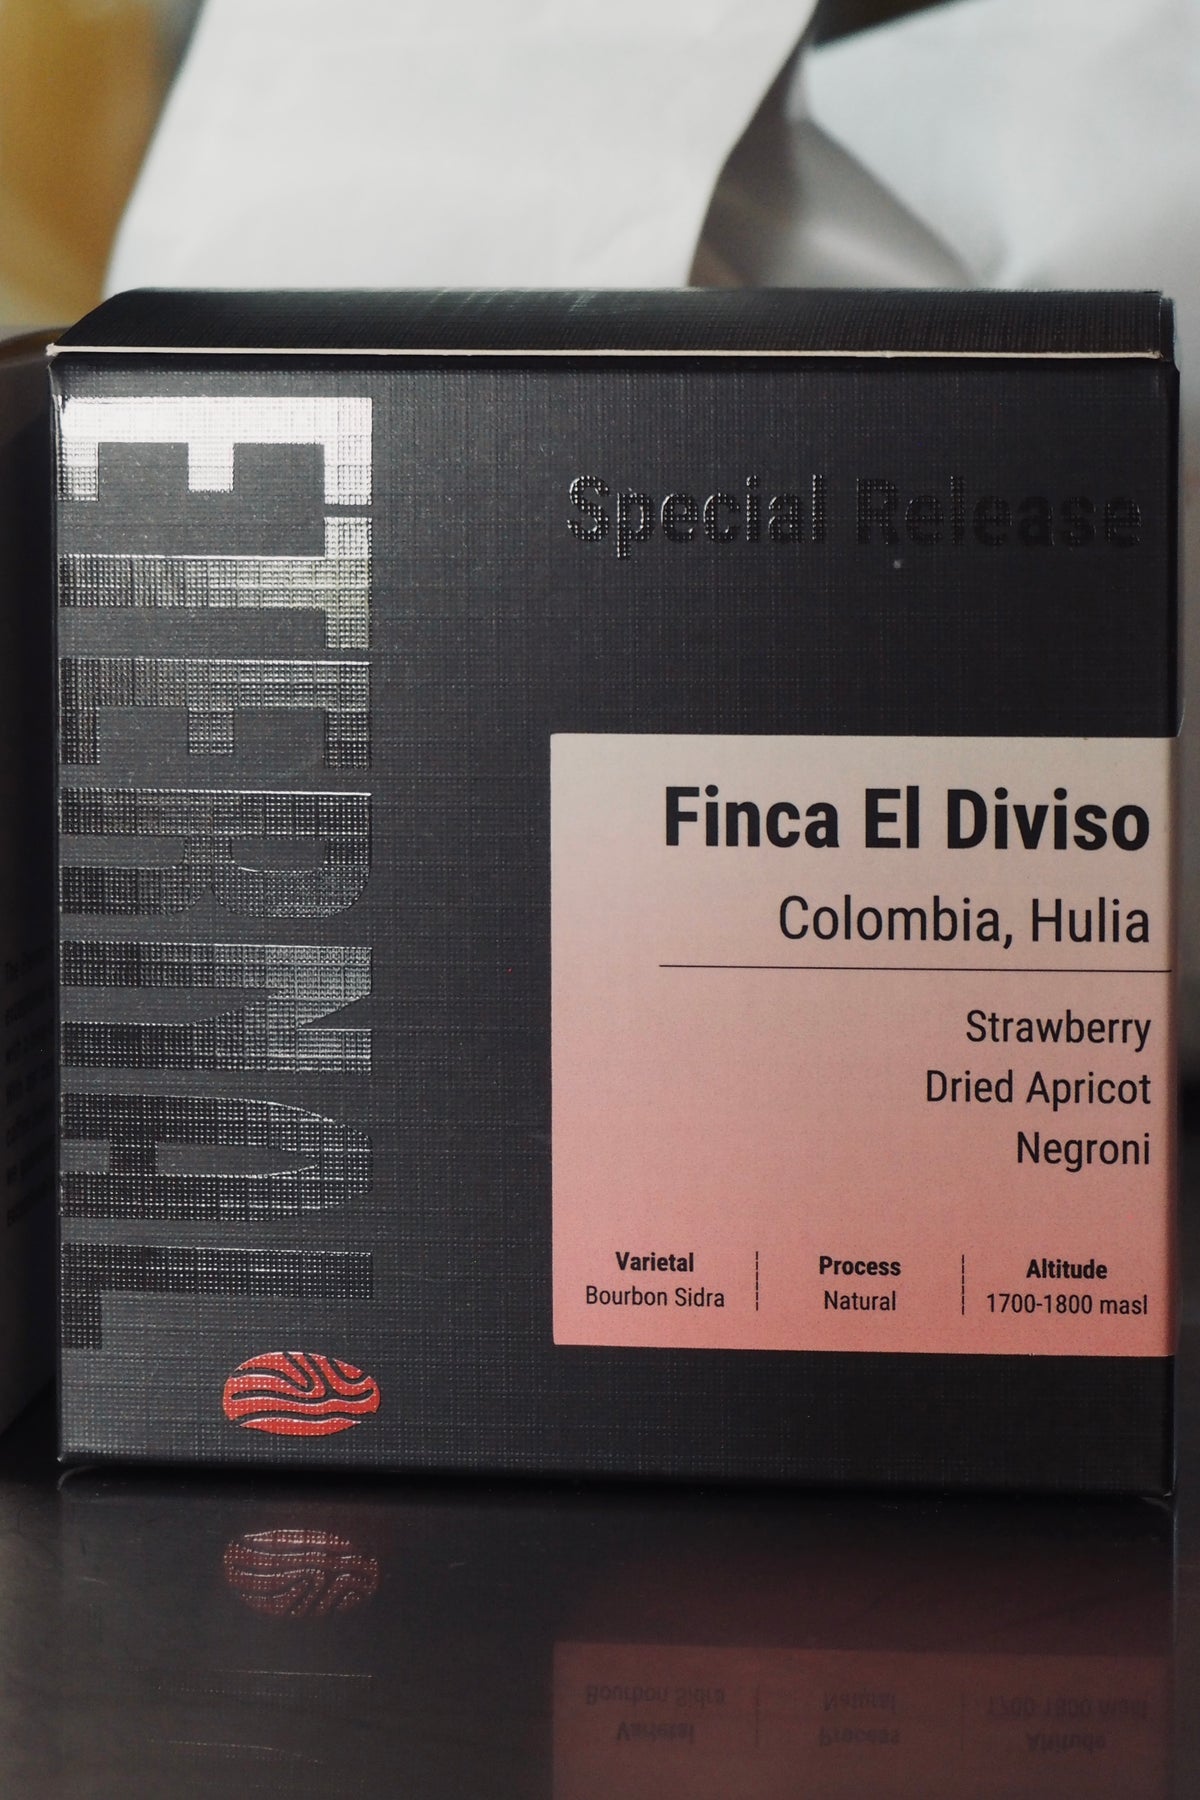 ETERNAL
Special Release
Finca El Diviso
Colombia, Hulia
Strawberry
Dried Apricot
Negroni
Varietal
Bourbon Sidra
Process
Natural
Altitude
1700-1800 masl